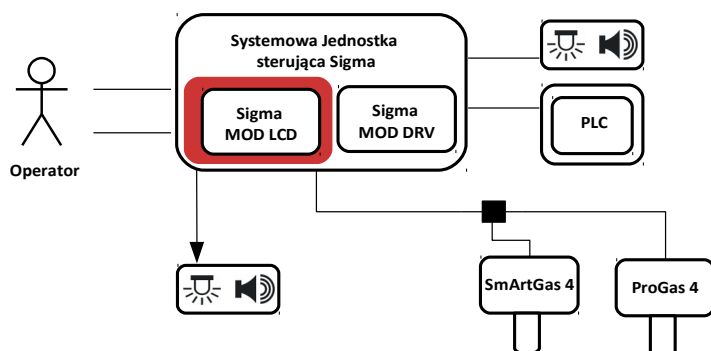 Systemowa Jednostka
sterująca Sigma
Sigma
MOD LCD
Sigma
MOD DRV
PLC
Operator
SmArtGas 4
ProGas 4